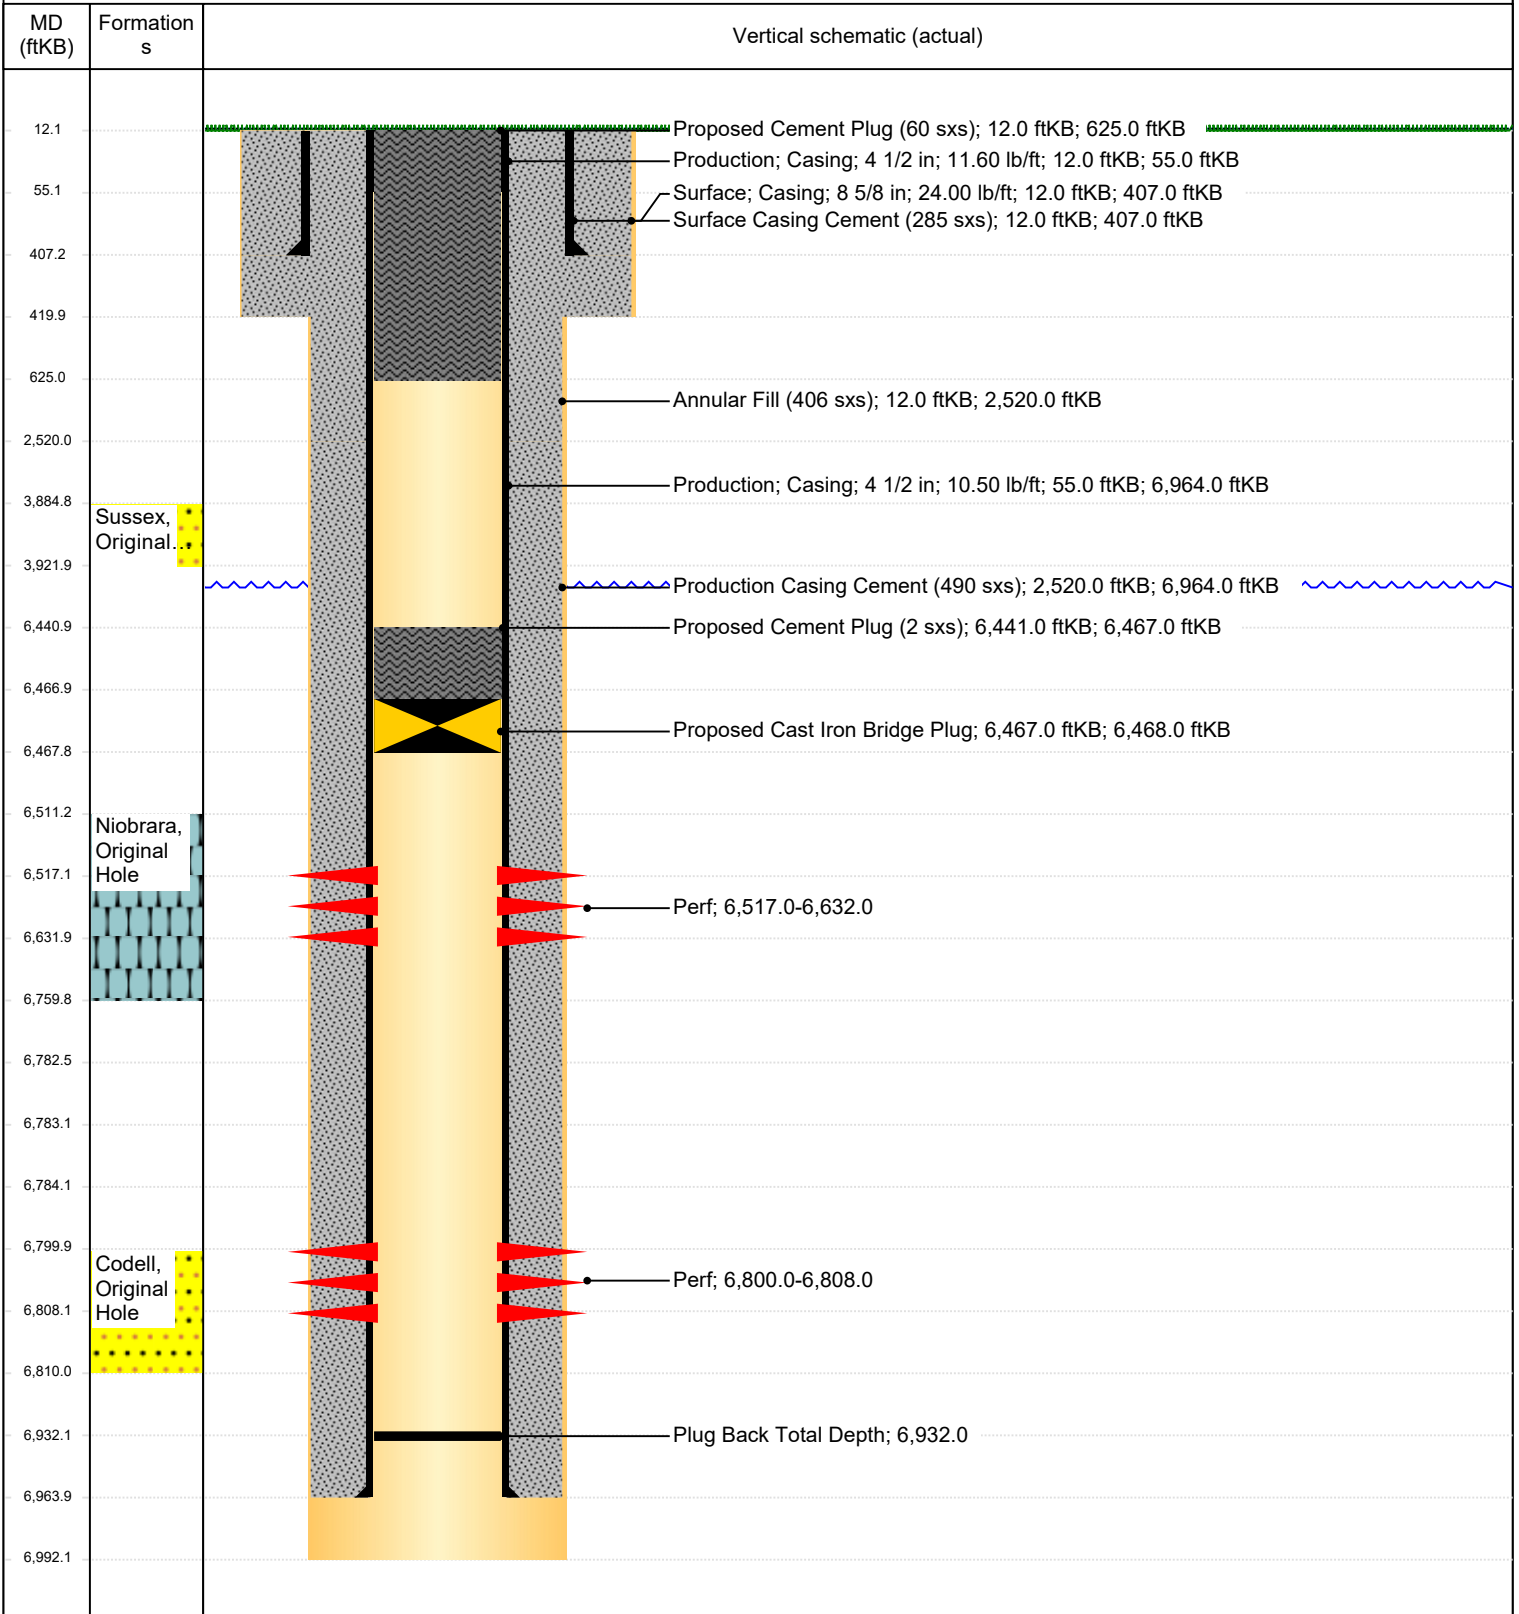 MD
(ftKB)
Formation
s
Vertical schematic (actual)
12.1
Proposed Cement Plug (60 sxs); 12.0 ftKB; 625.0 ftKB
Production; Casing; 4 1/2 in; 11.60 lb/ft; 12.0 ftKB; 55.0 ftKB
55.1
Surface; Casing; 8 5/8 in; 24.00 lb/ft; 12.0 ftKB; 407.0 ftKB
Surface Casing Cement (285 sxs); 12.0 ftKB; 407.0 ftKB
407.2
419.9
625.0
Annular Fill (406 sxs); 12.0 ftKB; 2,520.0 ftKB
2,520.0
Production; Casing; 4 1/2 in; 10.50 lb/ft; 55.0 ftKB; 6,964.0 ftKB
3,884.8
Sussex,
Original...
3,921.9
Production Casing Cement (490 sxs); 2,520.0 ftKB; 6,964.0 ftKB
6,440.9
Proposed Cement Plug (2 sxs); 6,441.0 ftKB; 6,467.0 ftKB
6,466.9
Proposed Cast Iron Bridge Plug; 6,467.0 ftKB; 6,468.0 ftKB
6,467.8
6,511.2
Niobrara,
Original
Hole
6,517.1
Perf; 6,517.0-6,632.0
6,631.9
6,759.8
6,782.5
6,783.1
6,784.1
6,799.9
Codell,
Original
Hole
Perf; 6,800.0-6,808.0
6,808.1
6,810.0
6,932.1
Plug Back Total Depth; 6,932.0
6,963.9
6,992.1